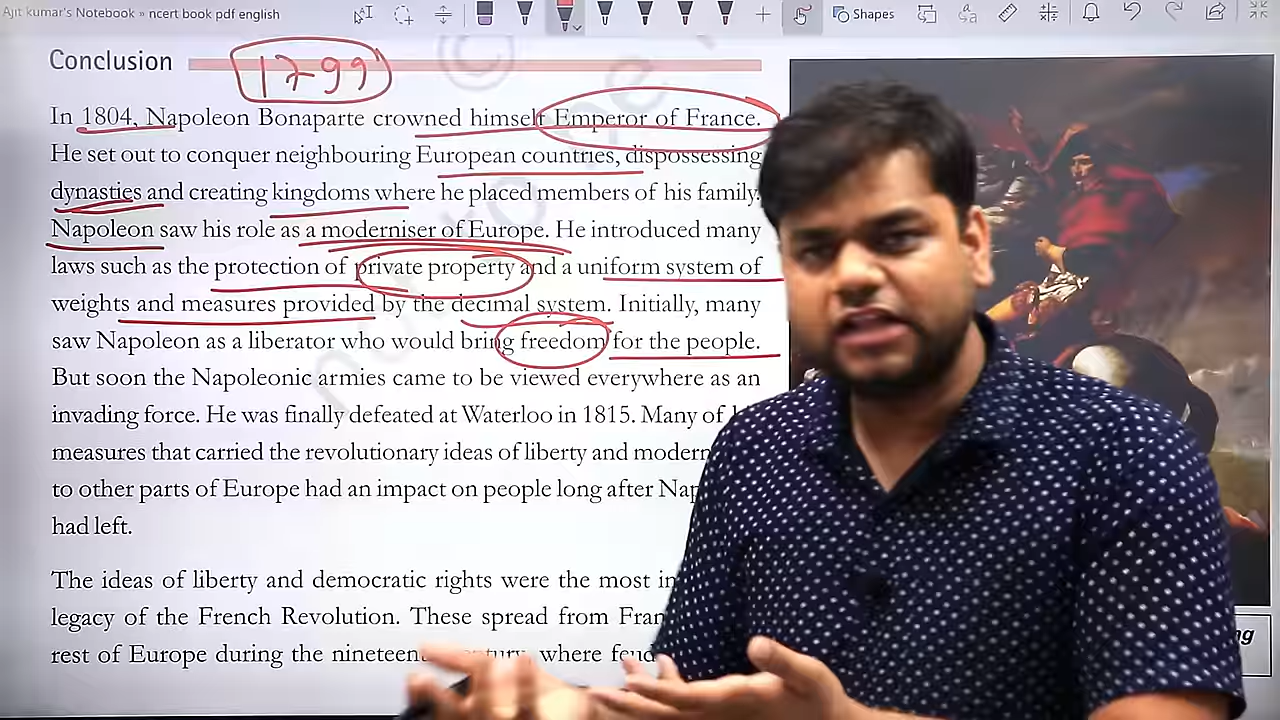 Ajit kumar's Notebook » ncert book pdf english
Shapes
Conclusion
1799
In 1804, Napoleon Bonaparte crowned himself Emperor of France.
He set out to conquer neighbouring European countries, dispossessing
dynasties and creating kingdoms where he placed members of his family.
Napoleon saw his role as a moderniser of Europe. He introduced many
laws such as the protection of private property and a uniform system of
weights and measures provided by the decimal system. Initially, many
saw Napoleon as a liberator who would bring freedom for the people.
But soon the Napoleonic armies came to be viewed everywhere as an
invading force. He was finally defeated at Waterloo in 1815. Many of
measures that carried the revolutionary ideas of liberty and modern
to other parts of Europe had an impact on people long after Nap
had left.
The ideas of liberty and democratic rights were the most
legacy of the French Revolution. These spread from Fran
rest of Europe during the nineteen where feud